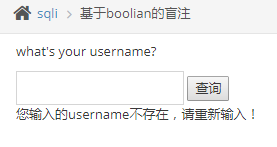 sqli > 基于boolian的盲注
what's your username?
查询
您输入的username不存在，请重新输入！